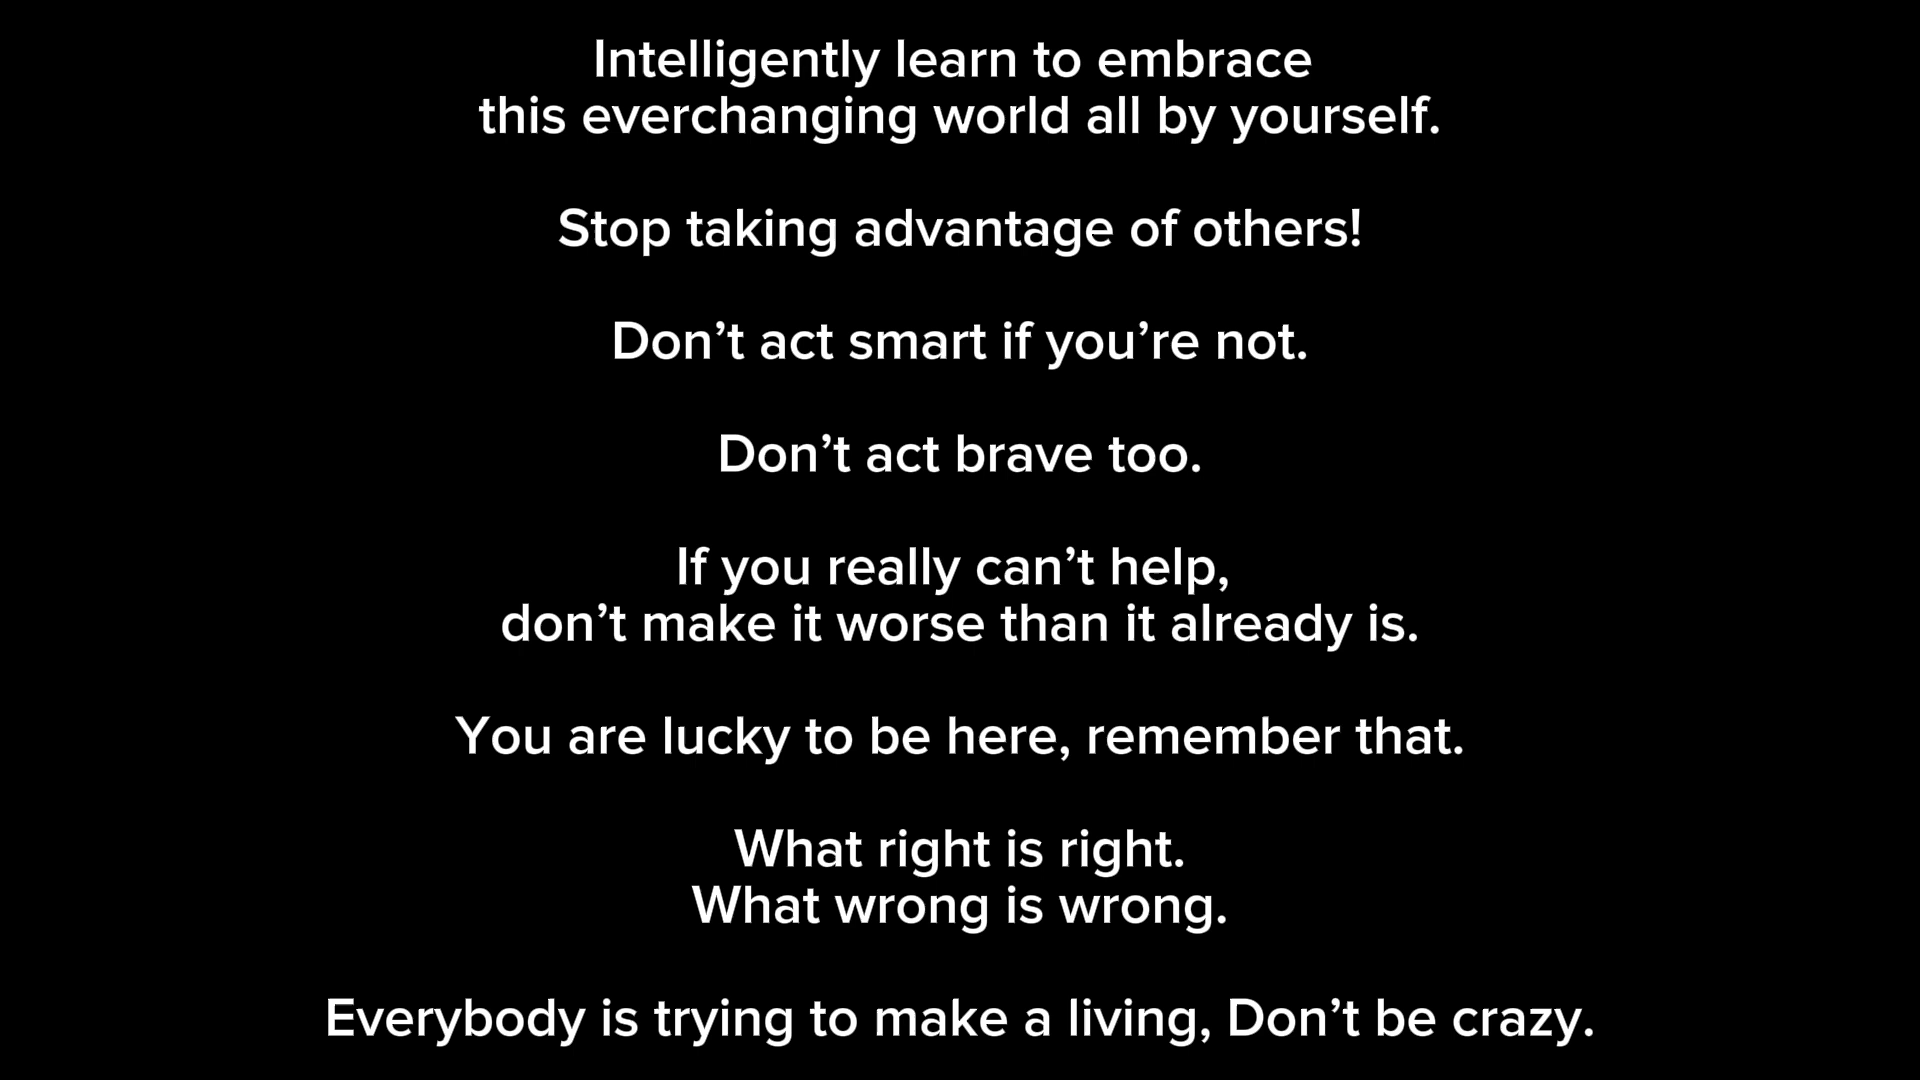 Intelligently learn to embrace
this everchanging world all by yourself.
Stop taking advantage of others!
Don’t act smart if you’re not.
Don’t act brave too.
If you really can’t help,
don’t make it worse than it already is.
You are lucky to be here, remember that.
What right is right.
What wrong is wrong.
Everybody is trying to make a living, Don’t be crazy.